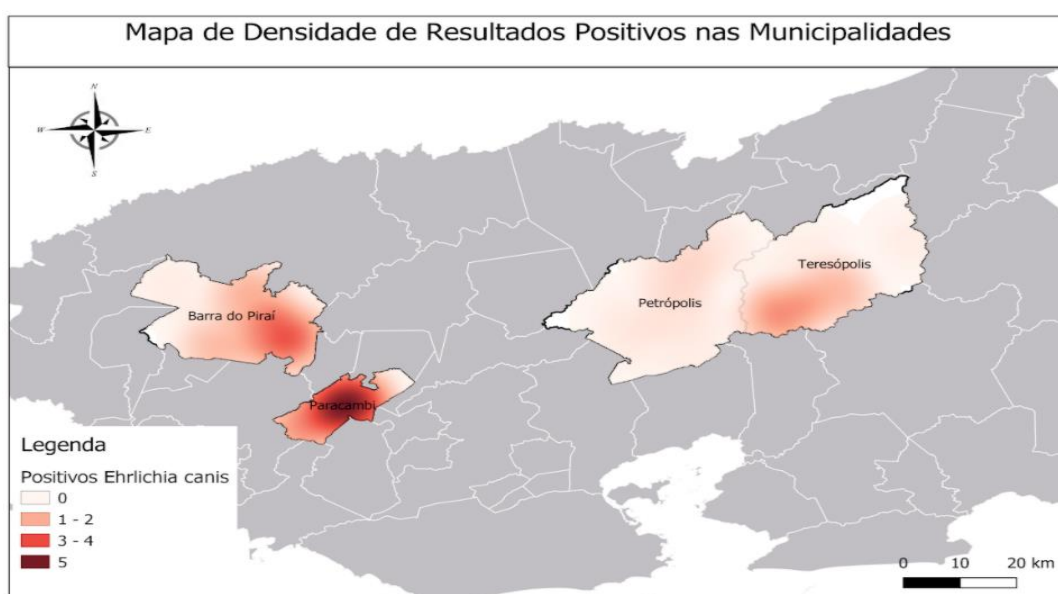 Mapa de Densidade de Resultados Positivos nas Municipalidades
N
W
E
S
Teresópolis
Petrópolis
Barra do Piraí
Paracambi
Legenda
Positivos Ehrlichia canis
0
1 - 2
3 - 4
5
0 10 20 km